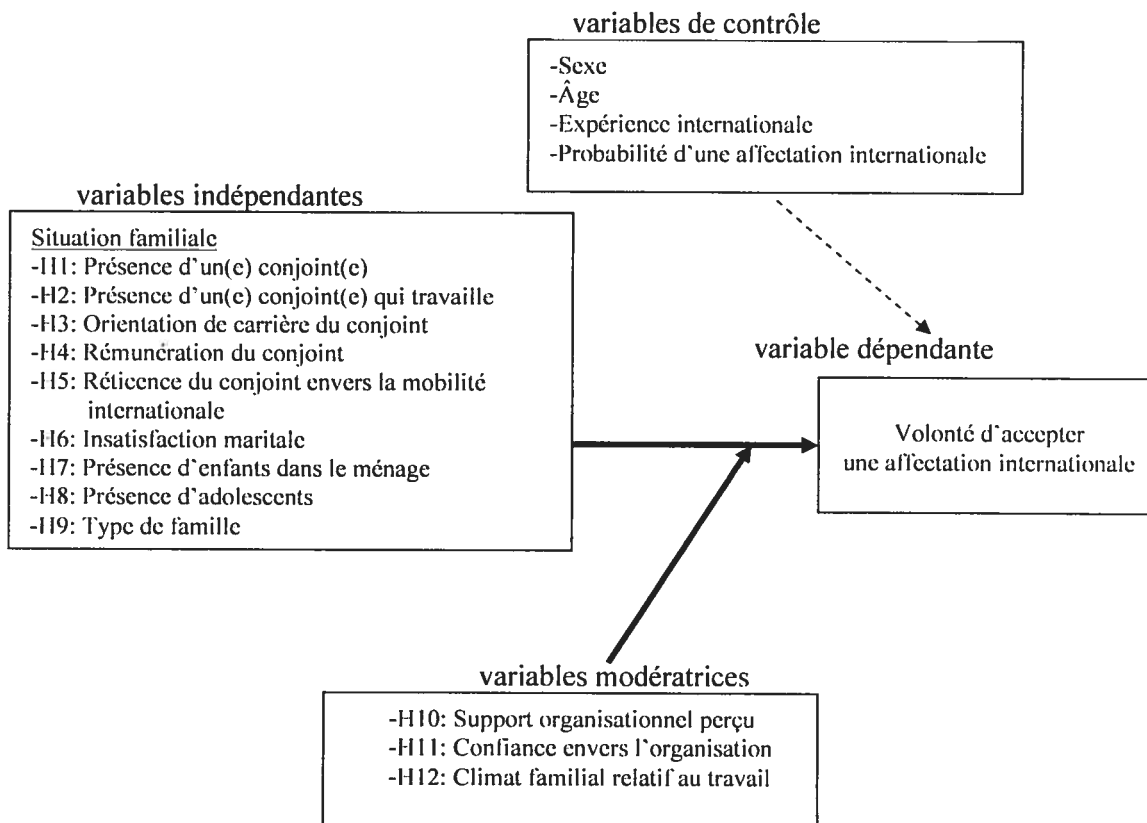 variables de contrôle
-Sexe
-Âge
-Expérience internationale
-Probabilité d'une affectation internationale
variables indépendantes
Situation familiale
-H1: Présence d'un(e) conjoint(e)
-H2: Présence d'un(e) conjoint(e) qui travaille
-H3: Orientation de carrière du conjoint
-H4: Rémunération du conjoint
-H5: Réticence du conjoint envers la mobilité
internationale
-H6: Insatisfaction maritale
-H7: Présence d'enfants dans le ménage
-H8: Présence d'adolescents
-H9: Type de famille
variable dépendante
Volonté d'accepter
une affectation internationale
variables modératrices
-H10: Support organisationnel perçu
-H11: Confiance envers l'organisation
-H12: Climat familial relatif au travail